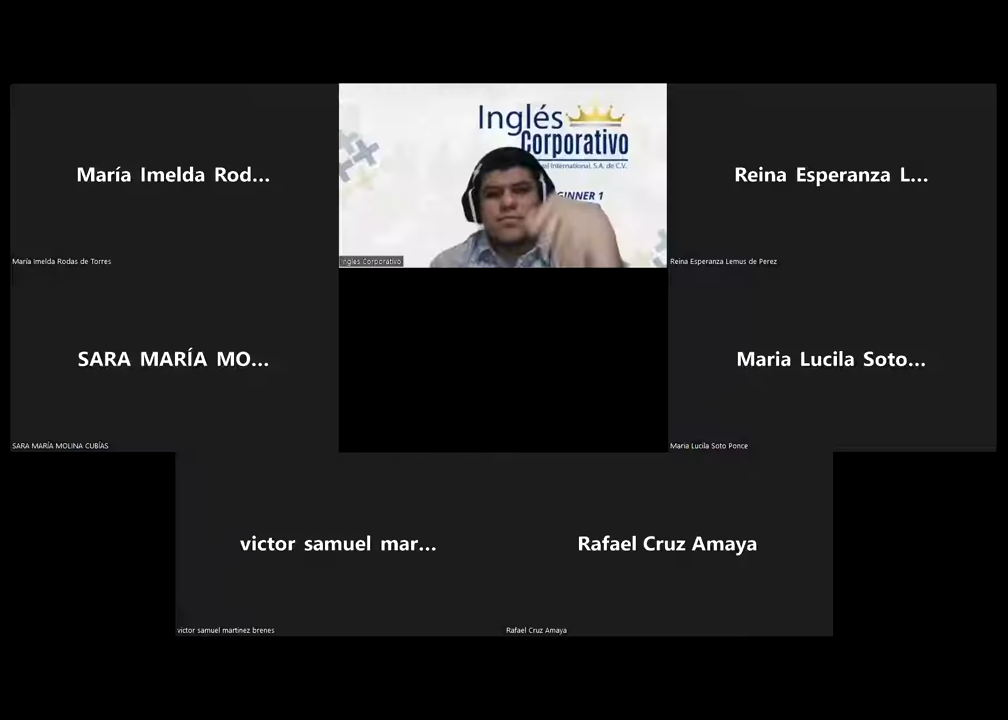 María Imelda Rod...
María Imelda Rodas de Torres
Inglés
Corporativo
al International, S.A. de C.V.
GINNER 1
Ingles Corporativo
Reina Esperanza L...
Reina Esperanza Lemus de Perez
SARA MARÍA MO...
SARA MARÍA MOLINA CUBÍAS
Maria Lucila Soto...
Maria Lucila Soto Ponce
victor samuel mar...
victor samuel martinez brenes
Rafael Cruz Amaya
Rafael Cruz Amaya